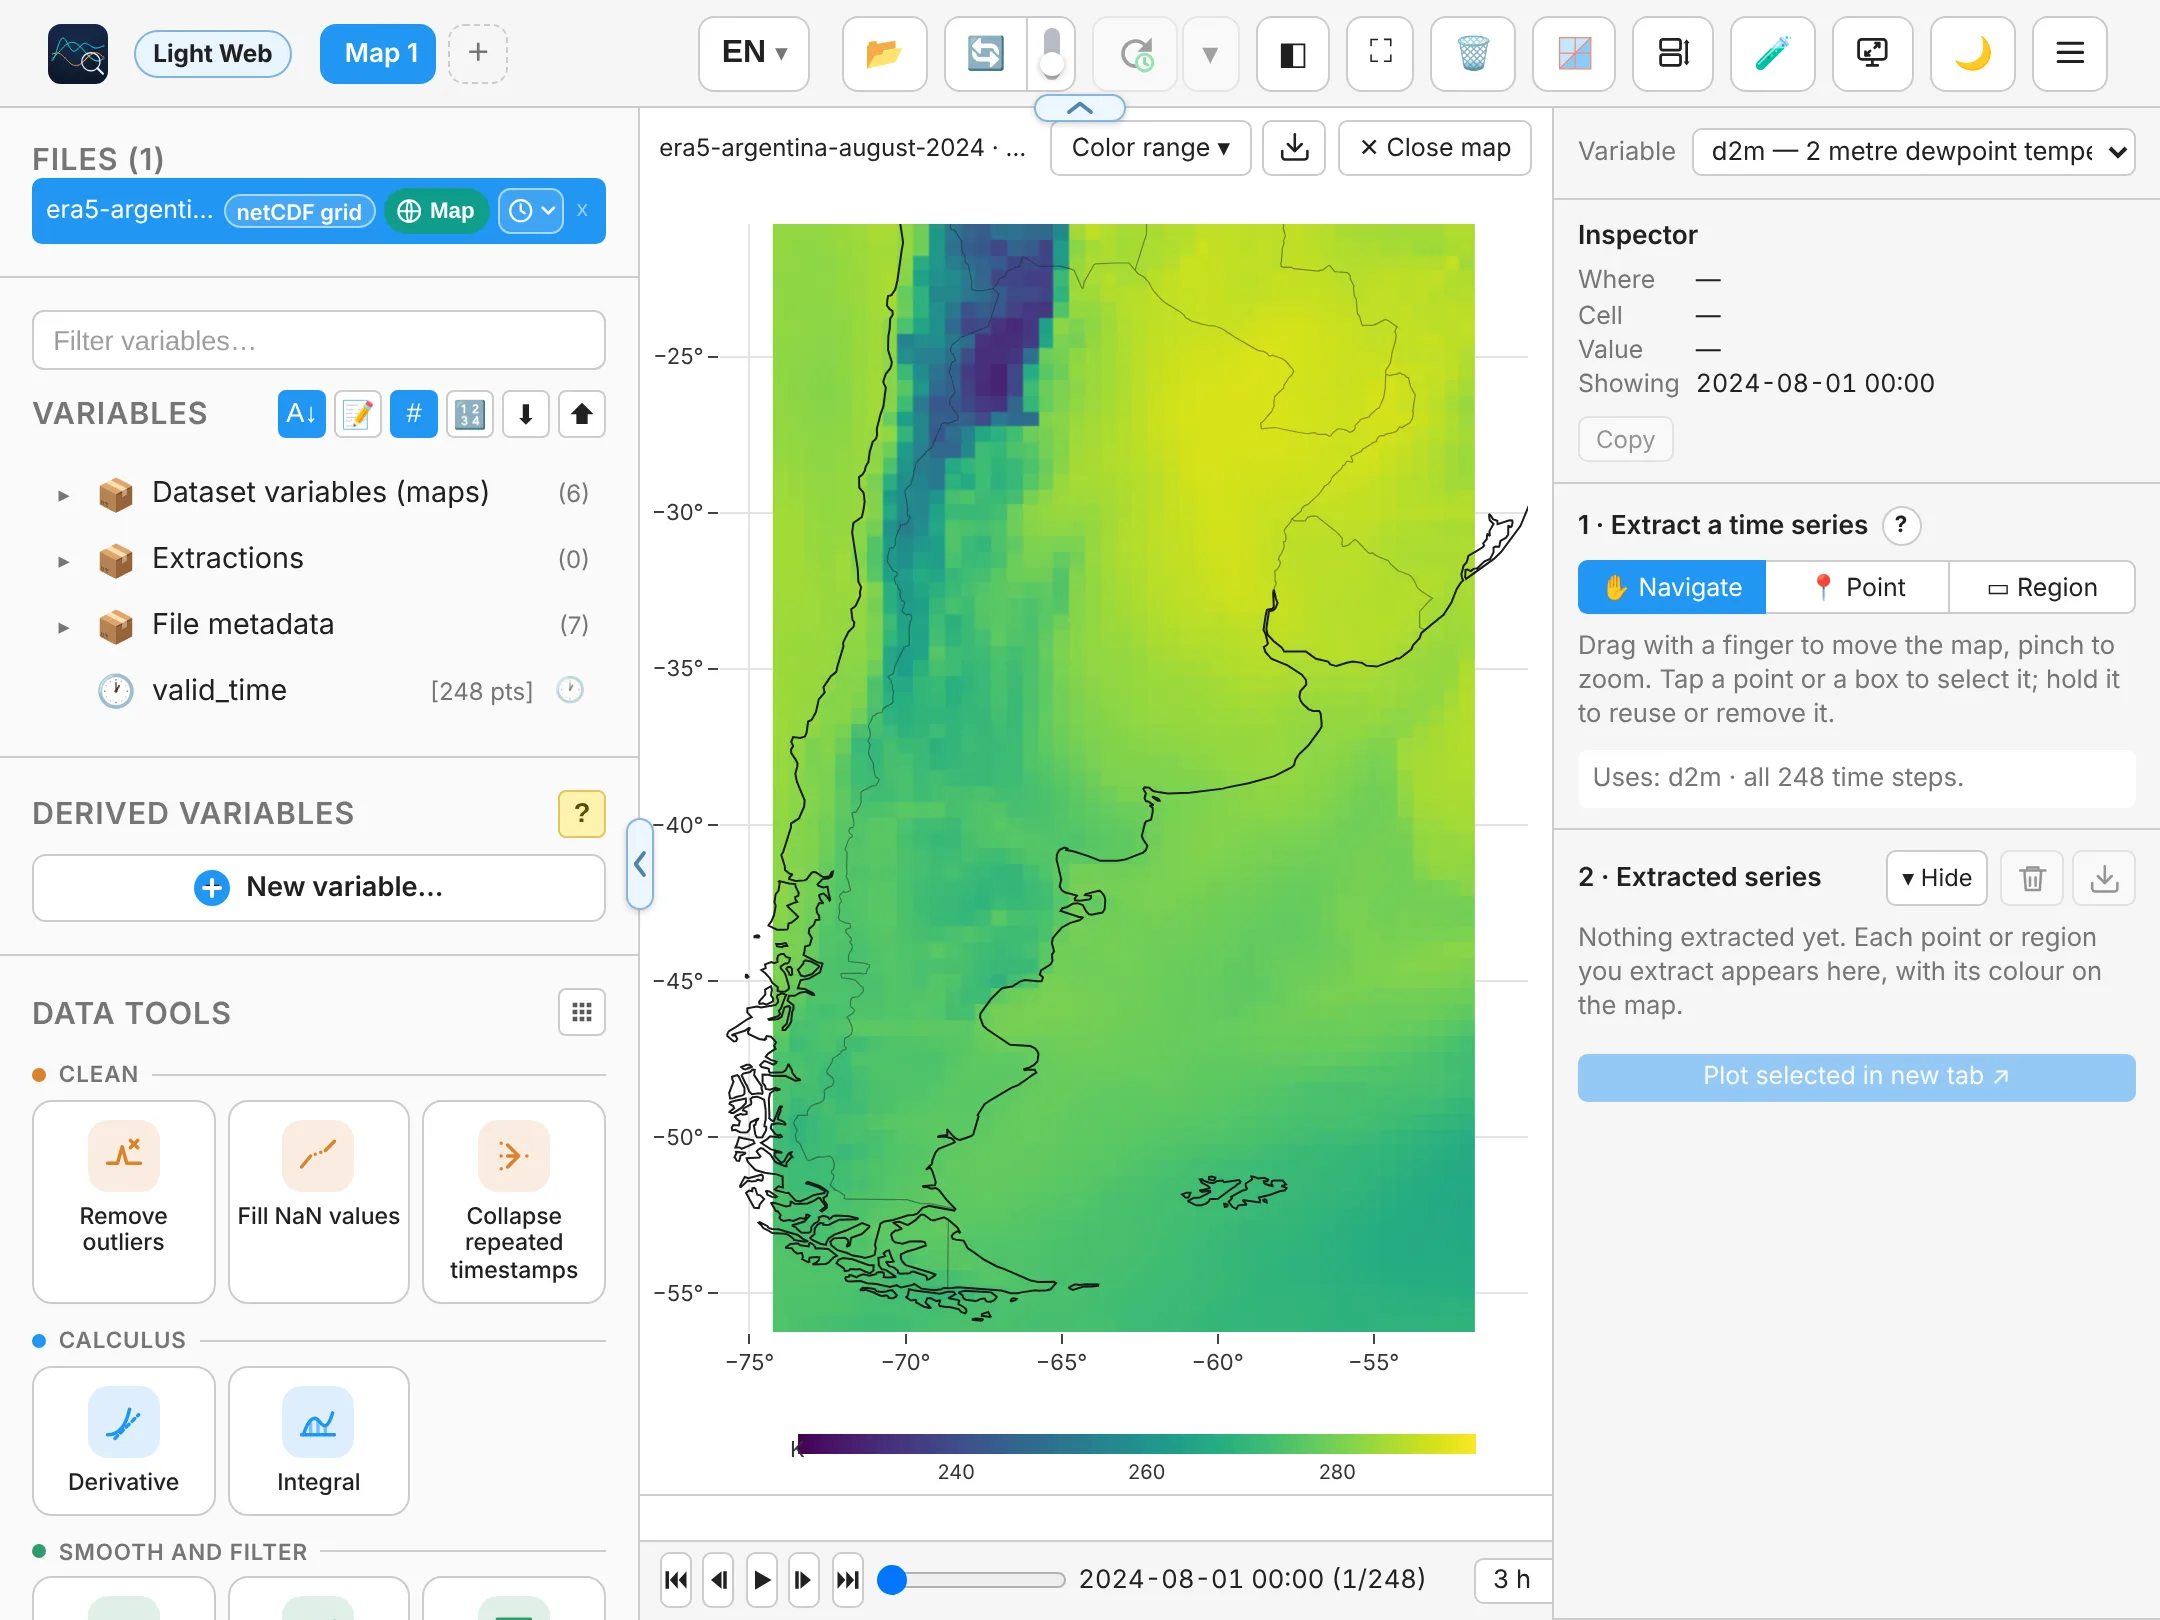 Light Web
Map 1
+
EN ▾
FILES (1)
era5-argenti...
netCDF grid
Map
x
Filter variables…
VARIABLES
A↓
#
Dataset variables (maps)
(6)
Extractions
(0)
File metadata
(7)
valid_time
[248 pts]
DERIVED VARIABLES
?
New variable...
DATA TOOLS
CLEAN
Remove
outliers
Fill NaN values
Collapse
repeated
timestamps
CALCULUS
Derivative
Integral
SMOOTH AND FILTER
era5-argentina-august-2024 · ...
Color range ▾
✕ Close map
−25°
−30°
−35°
−40°
−45°
−50°
−55°
−75°
−70°
−65°
−60°
−55°
K
240
260
280
2024-08-01 00:00 (1/248)
3 h
Variable
d2m — 2 metre dewpoint tempe
Inspector
Where —
Cell —
Value —
Showing 2024-08-01 00:00
Copy
1 · Extract a time series
?
Navigate
Point
Region
Drag with a finger to move the map, pinch to
zoom. Tap a point or a box to select it; hold it
to reuse or remove it.
Uses: d2m · all 248 time steps.
2 · Extracted series
▾ Hide
Nothing extracted yet. Each point or region
you extract appears here, with its colour on
the map.
Plot selected in new tab ↗